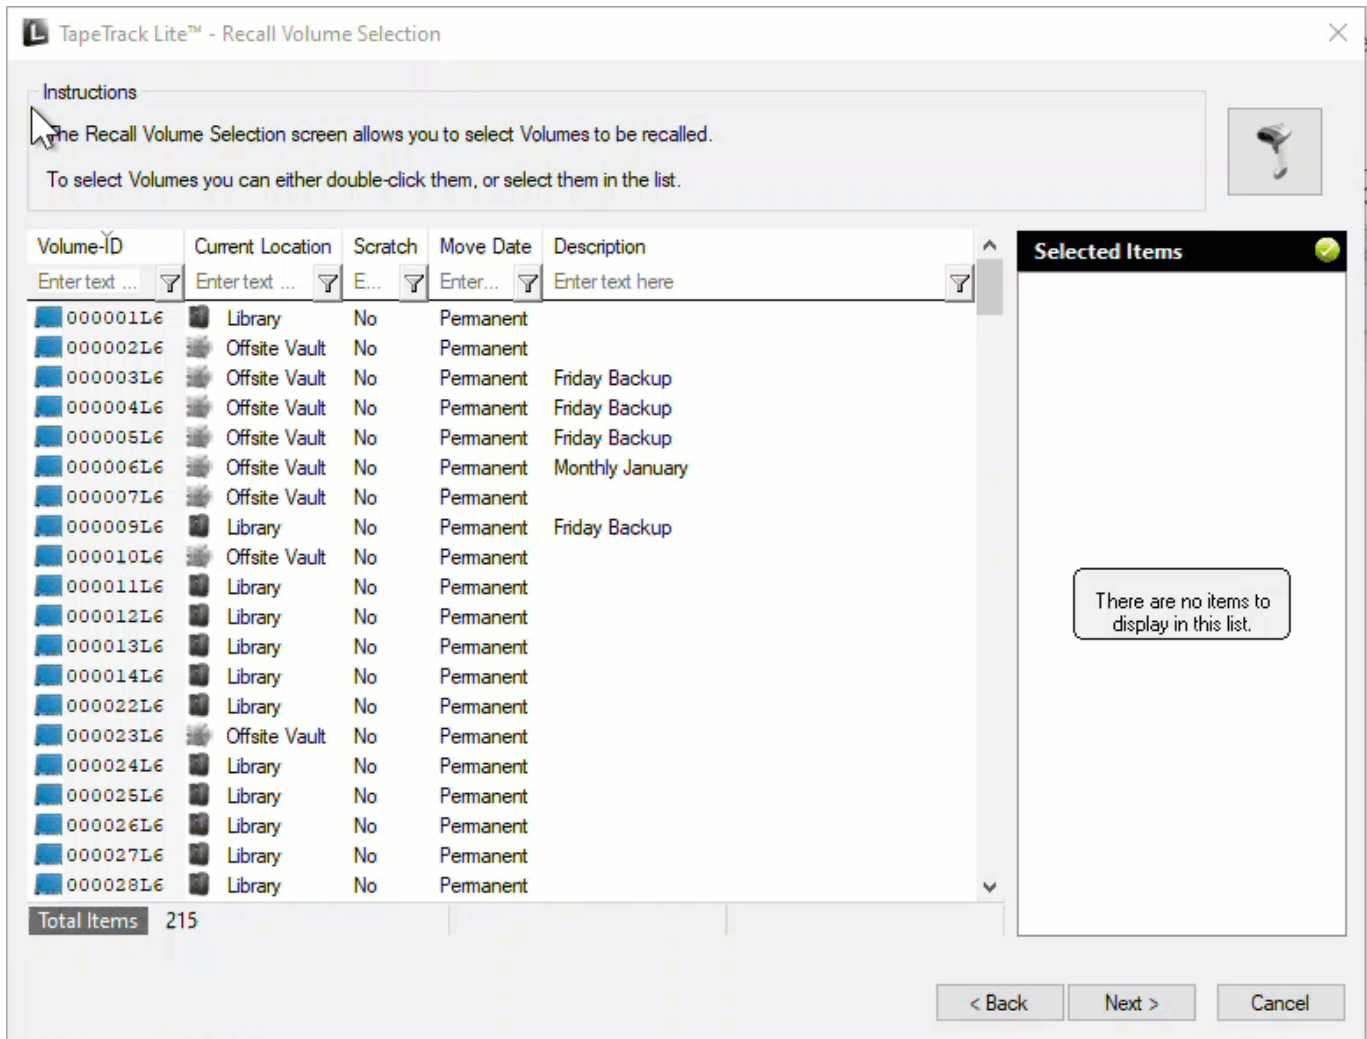 TapeTrack Lite™ - Recall Volume Selection
Instructions
The Recall Volume Selection screen allows you to select Volumes to be recalled.
To select Volumes you can either double-click them, or select them in the list.
Volume-ID Current Location Scratch Move Date Description
Enter text ... Enter text ... E... Enter... Enter text here
000001L6 Library No Permanent
000002L6 Offsite Vault No Permanent
000003L6 Offsite Vault No Permanent Friday Backup
000004L6 Offsite Vault No Permanent Friday Backup
000005L6 Offsite Vault No Permanent Friday Backup
000006L6 Offsite Vault No Permanent Monthly January
000007L6 Offsite Vault No Permanent
000009L6 Library No Permanent Friday Backup
000010L6 Offsite Vault No Permanent
000011L6 Library No Permanent
000012L6 Library No Permanent
000013L6 Library No Permanent
000014L6 Library No Permanent
000022L6 Library No Permanent
000023L6 Offsite Vault No Permanent
000024L6 Library No Permanent
000025L6 Library No Permanent
000026L6 Library No Permanent
000027L6 Library No Permanent
000028L6 Library No Permanent
Total Items 215
Selected Items
There are no items to
display in this list.
< Back Next > Cancel